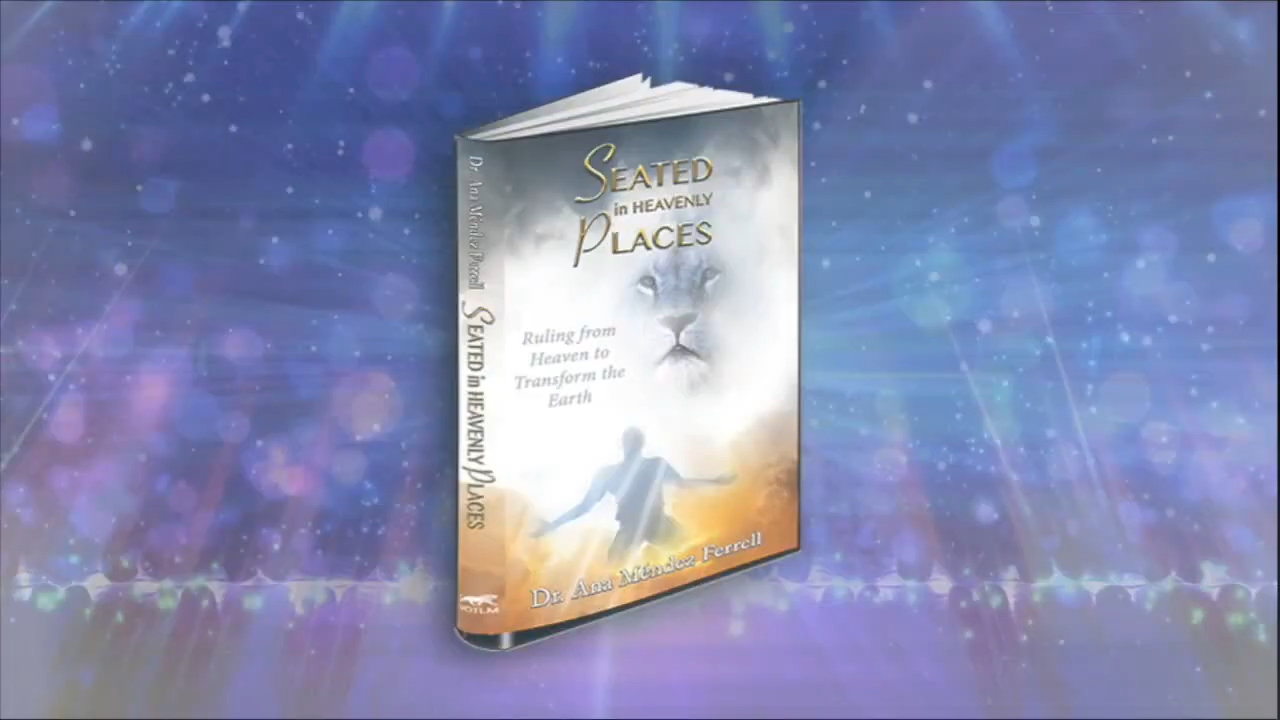 SEATED
in HEAVENLY
PLACES
Ruling from
Heaven to
Transform the
Earth
Dr. Ana Méndez Ferrell
Dr. Ana Méndez Ferrell SEATED in HEAVENLY PLACES
VOTLM